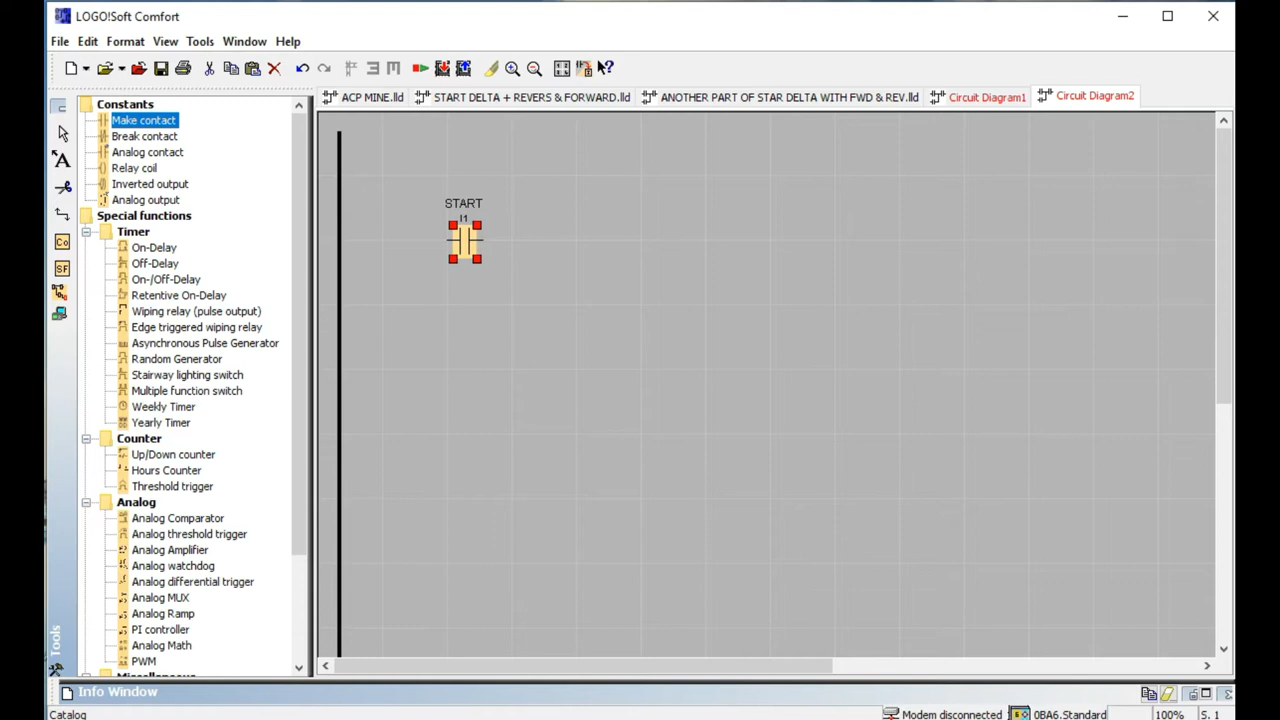 LOGO!Soft Comfort
File Edit Format View Tools Window Help
ACP MINE.lld START DELTA + REVERS & FORWARD.lld ANOTHER PART OF STAR DELTA WITH FWD & REV.lld Circuit Diagram1 Circuit Diagram2
Constants
Make contact
Break contact
Analog contact
Relay coil
Inverted output
Analog output
Special functions
Timer
On-Delay
Off-Delay
On-/Off-Delay
Retentive On-Delay
Wiping relay (pulse output)
Edge triggered wiping relay
Asynchronous Pulse Generator
Random Generator
Stairway lighting switch
Multiple function switch
Weekly Timer
Yearly Timer
Counter
Up/Down counter
Hours Counter
Threshold trigger
Analog
Analog Comparator
Analog threshold trigger
Analog Amplifier
Analog watchdog
Analog differential trigger
Analog MUX
Analog Ramp
PI controller
Analog Math
PWM
Miscellaneous
A
Co
SF
Tools
START
I1
Info Window
Catalog
Modem disconnected 0BA6.Standard 100% S. 1